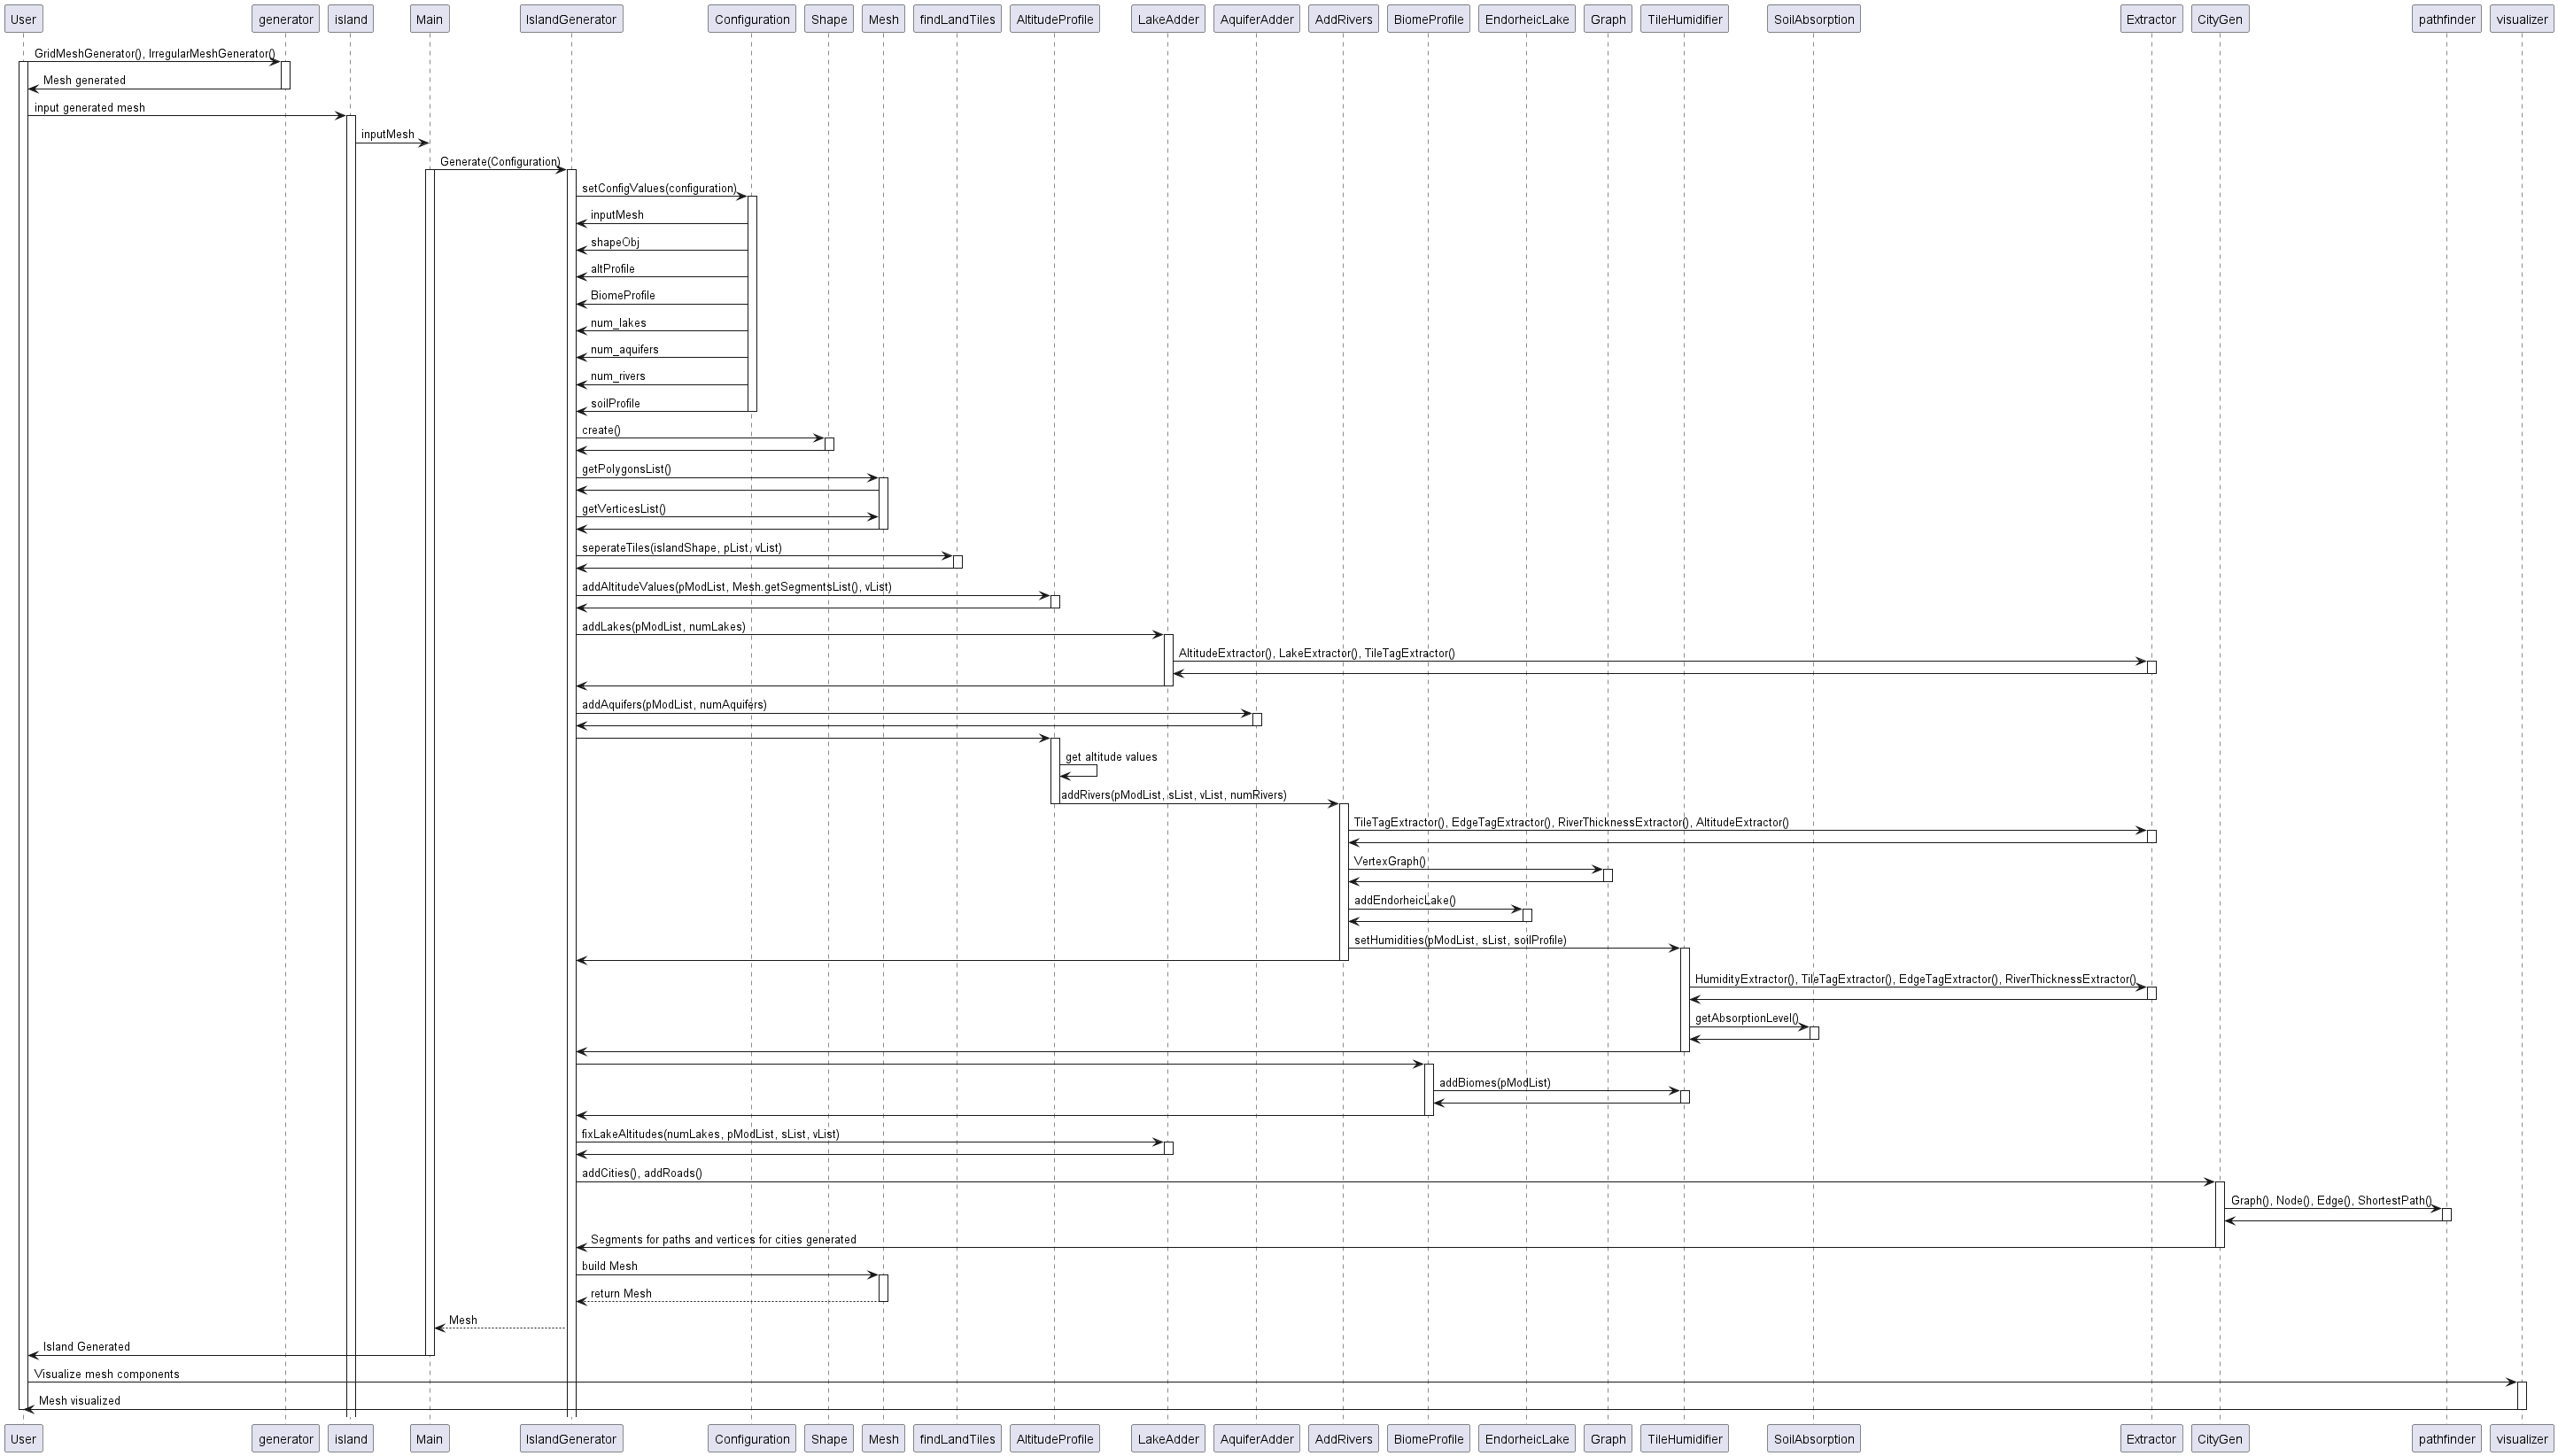 User generator island Main IslandGenerator Configuration Shape Mesh findLandTiles AltitudeProfile LakeAdder AquiferAdder AddRivers BiomeProfile EndorheicLake Graph TileHumidifier SoilAbsorption Extractor CityGen pathfinder visualizer
GridMeshGenerator(), IrregularMeshGenerator()
Mesh generated
input generated mesh
inputMesh
Generate(Configuration)
setConfigValues(configuration)
inputMesh
shapeObj
altProfile
BiomeProfile
num_lakes
num_aquifers
num_rivers
soilProfile
create()
getPolygonsList()
getVerticesList()
seperateTiles(islandShape, pList, vList)
addAltitudeValues(pModList, Mesh.getSegmentsList(), vList)
addLakes(pModList, numLakes)
AltitudeExtractor(), LakeExtractor(), TileTagExtractor()
addAquifers(pModList, numAquifers)
get altitude values
addRivers(pModList, sList, vList, numRivers)
TileTagExtractor(), EdgeTagExtractor(), RiverThicknessExtractor(), AltitudeExtractor()
VertexGraph()
addEndorheicLake()
setHumidities(pModList, sList, soilProfile)
HumidityExtractor(), TileTagExtractor(), EdgeTagExtractor(), RiverThicknessExtractor()
getAbsorptionLevel()
addBiomes(pModList)
fixLakeAltitudes(numLakes, pModList, sList, vList)
addCities(), addRoads()
Graph(), Node(), Edge(), ShortestPath()
Segments for paths and vertices for cities generated
build Mesh
return Mesh
Mesh
Island Generated
Visualize mesh components
Mesh visualized
User generator island Main IslandGenerator Configuration Shape Mesh findLandTiles AltitudeProfile LakeAdder AquiferAdder AddRivers BiomeProfile EndorheicLake Graph TileHumidifier SoilAbsorption Extractor CityGen pathfinder visualizer